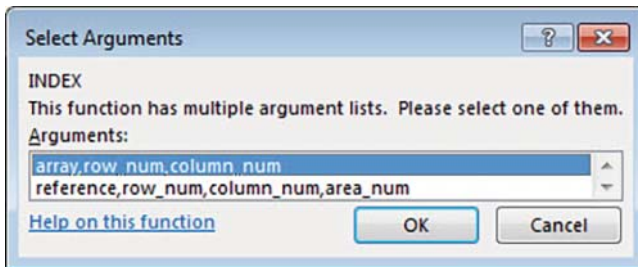 Select Arguments
INDEX
This function has multiple argument lists. Please select one of them.
Arguments:
array,row_num,column_num
reference,row_num,column_num,area_num
Help on this function OK Cancel